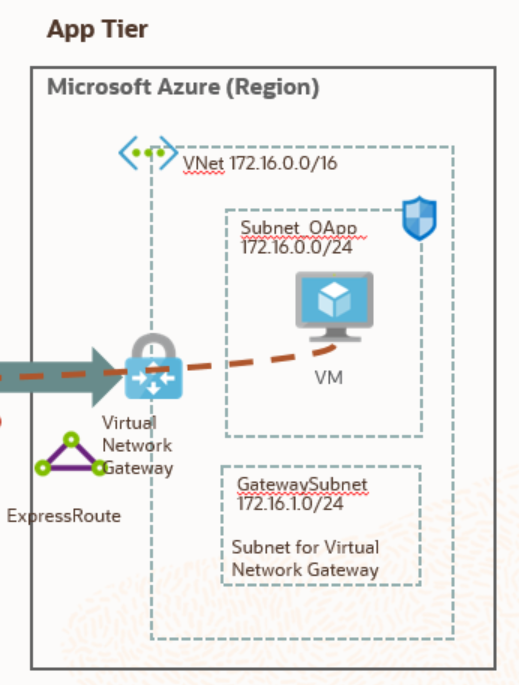 App Tier
Microsoft Azure (Region)
VNet 172.16.0.0/16
Subnet_OApp
172.16.0.0/24
VM
Virtual
Network
Gateway
ExpressRoute
GatewaySubnet
172.16.1.0/24
Subnet for Virtual
Network Gateway